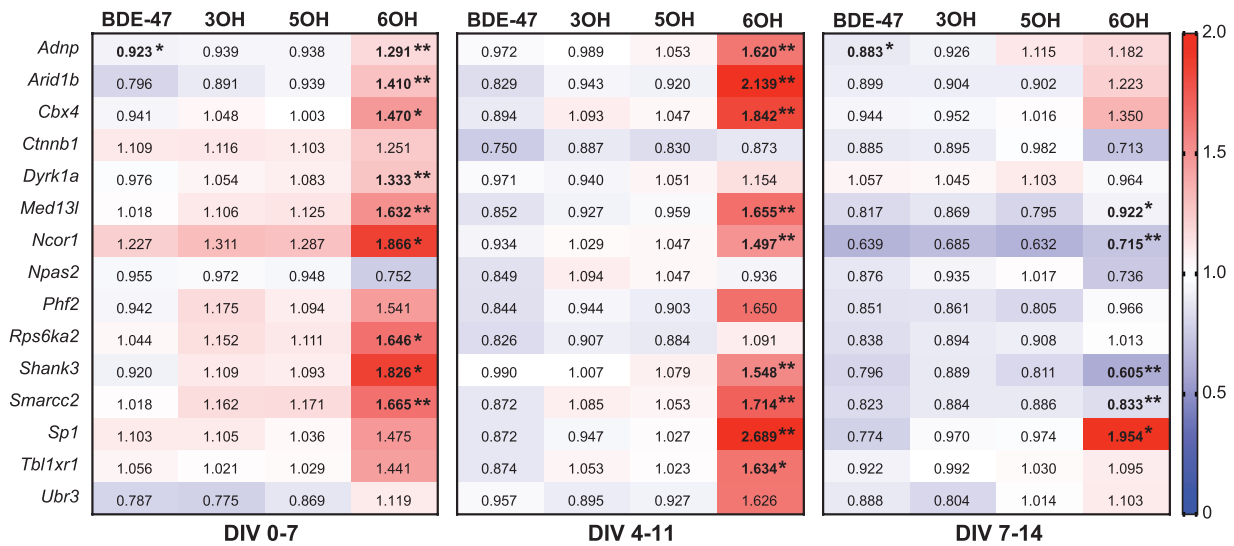 BDE-47 3OH 5OH 6OH BDE-47 3OH 5OH 6OH BDE-47 3OH 5OH 6OH
2.0
Adnp 0.923* 0.939 0.938 1.291** 0.972 0.989 1.053 1.620** 0.883* 0.926 1.115 1.182
Arid1b 0.796 0.891 0.939 1.410** 0.829 0.943 0.920 2.139** 0.899 0.904 0.902 1.223
Cbx4 0.941 1.048 1.003 1.470* 0.894 1.093 1.047 1.842** 0.944 0.952 1.016 1.350
Ctnnb1 1.109 1.116 1.103 1.251 0.750 0.887 0.830 0.873 0.885 0.895 0.982 0.713
1.5
Dyrk1a 0.976 1.054 1.083 1.333** 0.971 0.940 1.051 1.154 1.057 1.045 1.103 0.964
Med13l 1.018 1.106 1.125 1.632** 0.852 0.927 0.959 1.655** 0.817 0.869 0.795 0.922*
Ncor1 1.227 1.311 1.287 1.866* 0.934 1.029 1.047 1.497** 0.639 0.685 0.632 0.715**
Npas2 0.955 0.972 0.948 0.752 0.849 1.094 1.047 0.936 0.876 0.935 1.017 0.736
1.0
Phf2 0.942 1.175 1.094 1.541 0.844 0.944 0.903 1.650 0.851 0.861 0.805 0.966
Rps6ka2 1.044 1.152 1.111 1.646* 0.826 0.907 0.884 1.091 0.838 0.894 0.908 1.013
Shank3 0.920 1.109 1.093 1.826* 0.990 1.007 1.079 1.548** 0.796 0.889 0.811 0.605**
0.5
Smarcc2 1.018 1.162 1.171 1.665** 0.872 1.085 1.053 1.714** 0.823 0.884 0.886 0.833**
Sp1 1.103 1.105 1.036 1.475 0.872 0.947 1.027 2.689** 0.774 0.970 0.974 1.954*
Tbl1xr1 1.056 1.021 1.029 1.441 0.874 1.053 1.023 1.634* 0.922 0.992 1.030 1.095
Ubr3 0.787 0.775 0.869 1.119 0.957 0.895 0.927 1.626 0.888 0.804 1.014 1.103
0
DIV 0-7 DIV 4-11 DIV 7-14